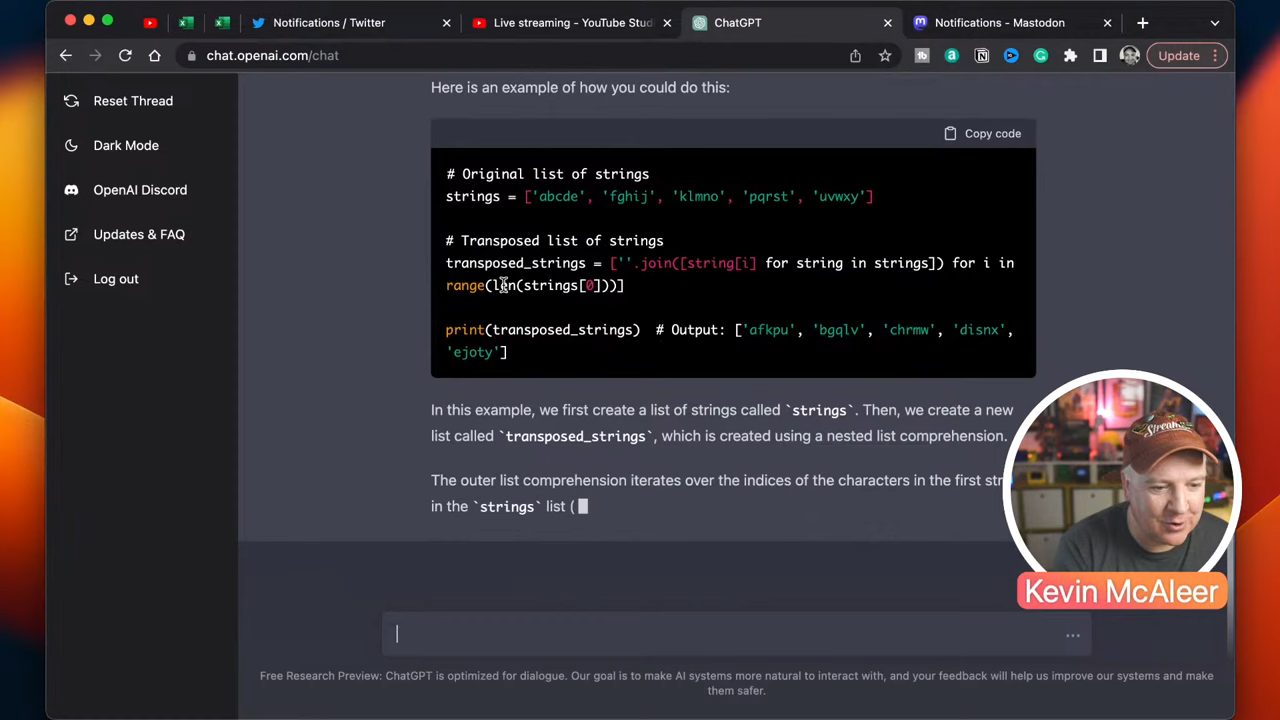 Notifications / Twitter
Live streaming - YouTube Studi
ChatGPT
Notifications - Mastodon
chat.openai.com/chat
Update
Reset Thread
Dark Mode
OpenAI Discord
Updates & FAQ
Log out
Here is an example of how you could do this:
Copy code
# Original list of strings
strings = ['abcde', 'fghij', 'klmno', 'pqrst', 'uvwxy']
# Transposed list of strings
transposed_strings = [''.join([string[i] for string in strings]) for i in
range(len(strings[0]))]
print(transposed_strings)  # Output: ['afkpu', 'bgqlv', 'chrmw', 'disnx',
'ejoty']
In this example, we first create a list of strings called `strings`. Then, we create a new
list called `transposed_strings`, which is created using a nested list comprehension.
The outer list comprehension iterates over the indices of the characters in the first str
in the `strings` list (
Kevin McAleer
Free Research Preview: ChatGPT is optimized for dialogue. Our goal is to make AI systems more natural to interact with, and your feedback will help us improve our systems and make
them safer.